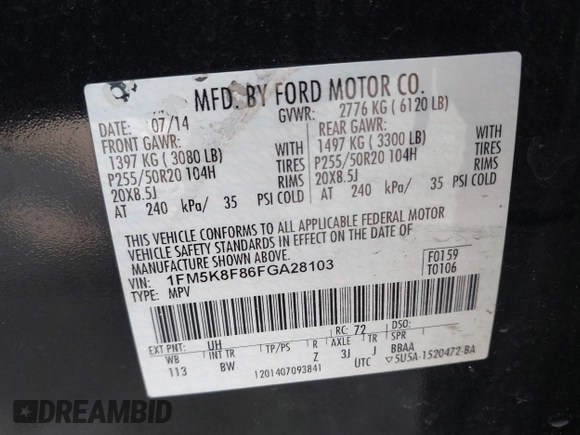 MFD. BY FORD MOTOR CO.
DATE: 07/14 GVWR: 2776 KG ( 6120 LB)
FRONT GAWR: REAR GAWR:
1397 KG ( 3080 LB) WITH 1497 KG ( 3300 LB) WITH
P255/50R20 104H TIRES P255/50R20 104H TIRES
20X8.5J RIMS 20X8.5J RIMS
AT 240 kPa/ 35 PSI COLD AT 240 kPa/ 35 PSI COLD
THIS VEHICLE CONFORMS TO ALL APPLICABLE FEDERAL MOTOR
VEHICLE SAFETY STANDARDS IN EFFECT ON THE DATE OF
MANUFACTURE SHOWN ABOVE.
VIN: 1FM5K8F86FGA28103 F0159
TYPE: MPV T0106
EXT PNT: UH RC: 72 DSO:
WB INT TR TP/PS R AXLE TR BBAA
113 BW Z 3J J
1201407093841 UTC ▽5U5A-1520472-BA
DREAMBID